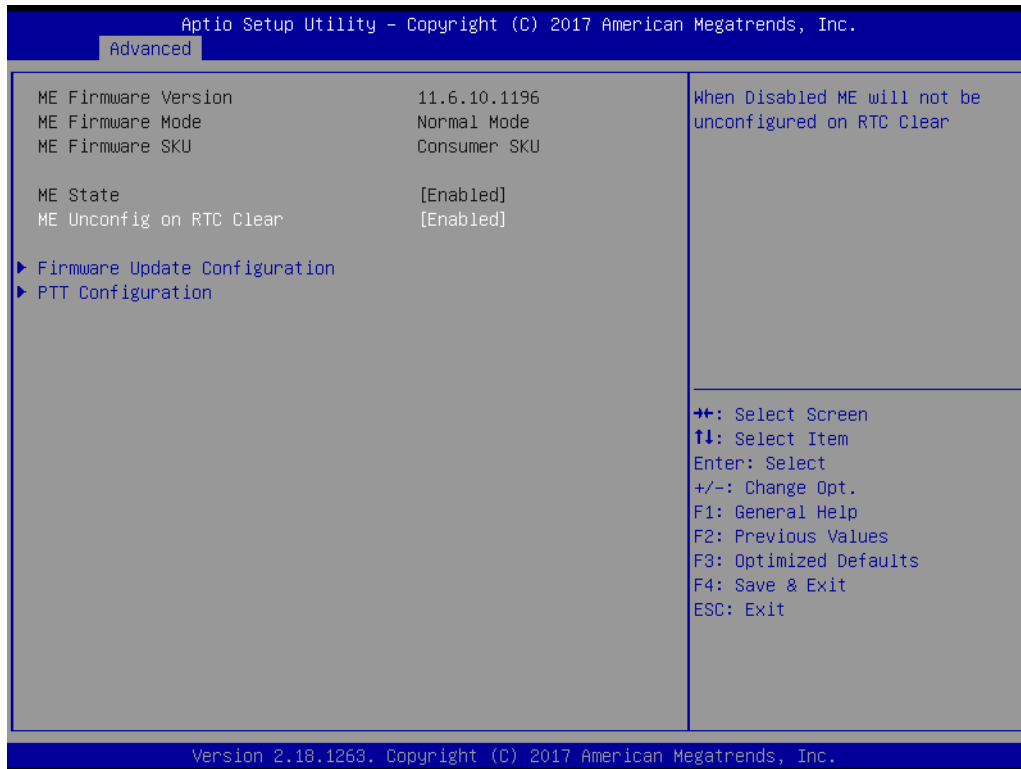 Aptio Setup Utility – Copyright (C) 2017 American Megatrends, Inc.
Advanced
ME Firmware Version 11.6.10.1196
ME Firmware Mode Normal Mode
ME Firmware SKU Consumer SKU
ME State [Enabled]
ME Unconfig on RTC Clear [Enabled]
▶ Firmware Update Configuration
▶ PTT Configuration
When Disabled ME will not be
unconfigured on RTC Clear
→←: Select Screen
↑↓: Select Item
Enter: Select
+/-: Change Opt.
F1: General Help
F2: Previous Values
F3: Optimized Defaults
F4: Save & Exit
ESC: Exit
Version 2.18.1263. Copyright (C) 2017 American Megatrends, Inc.